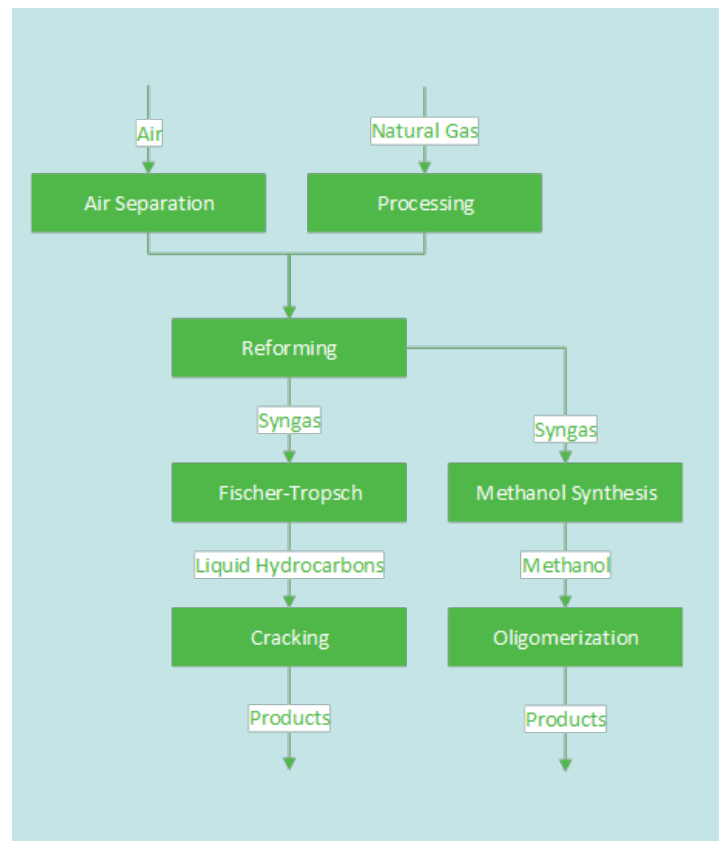 Air
Natural Gas
Air Separation
Processing
Reforming
Syngas
Syngas
Fischer-Tropsch
Methanol Synthesis
Liquid Hydrocarbons
Methanol
Cracking
Oligomerization
Products
Products